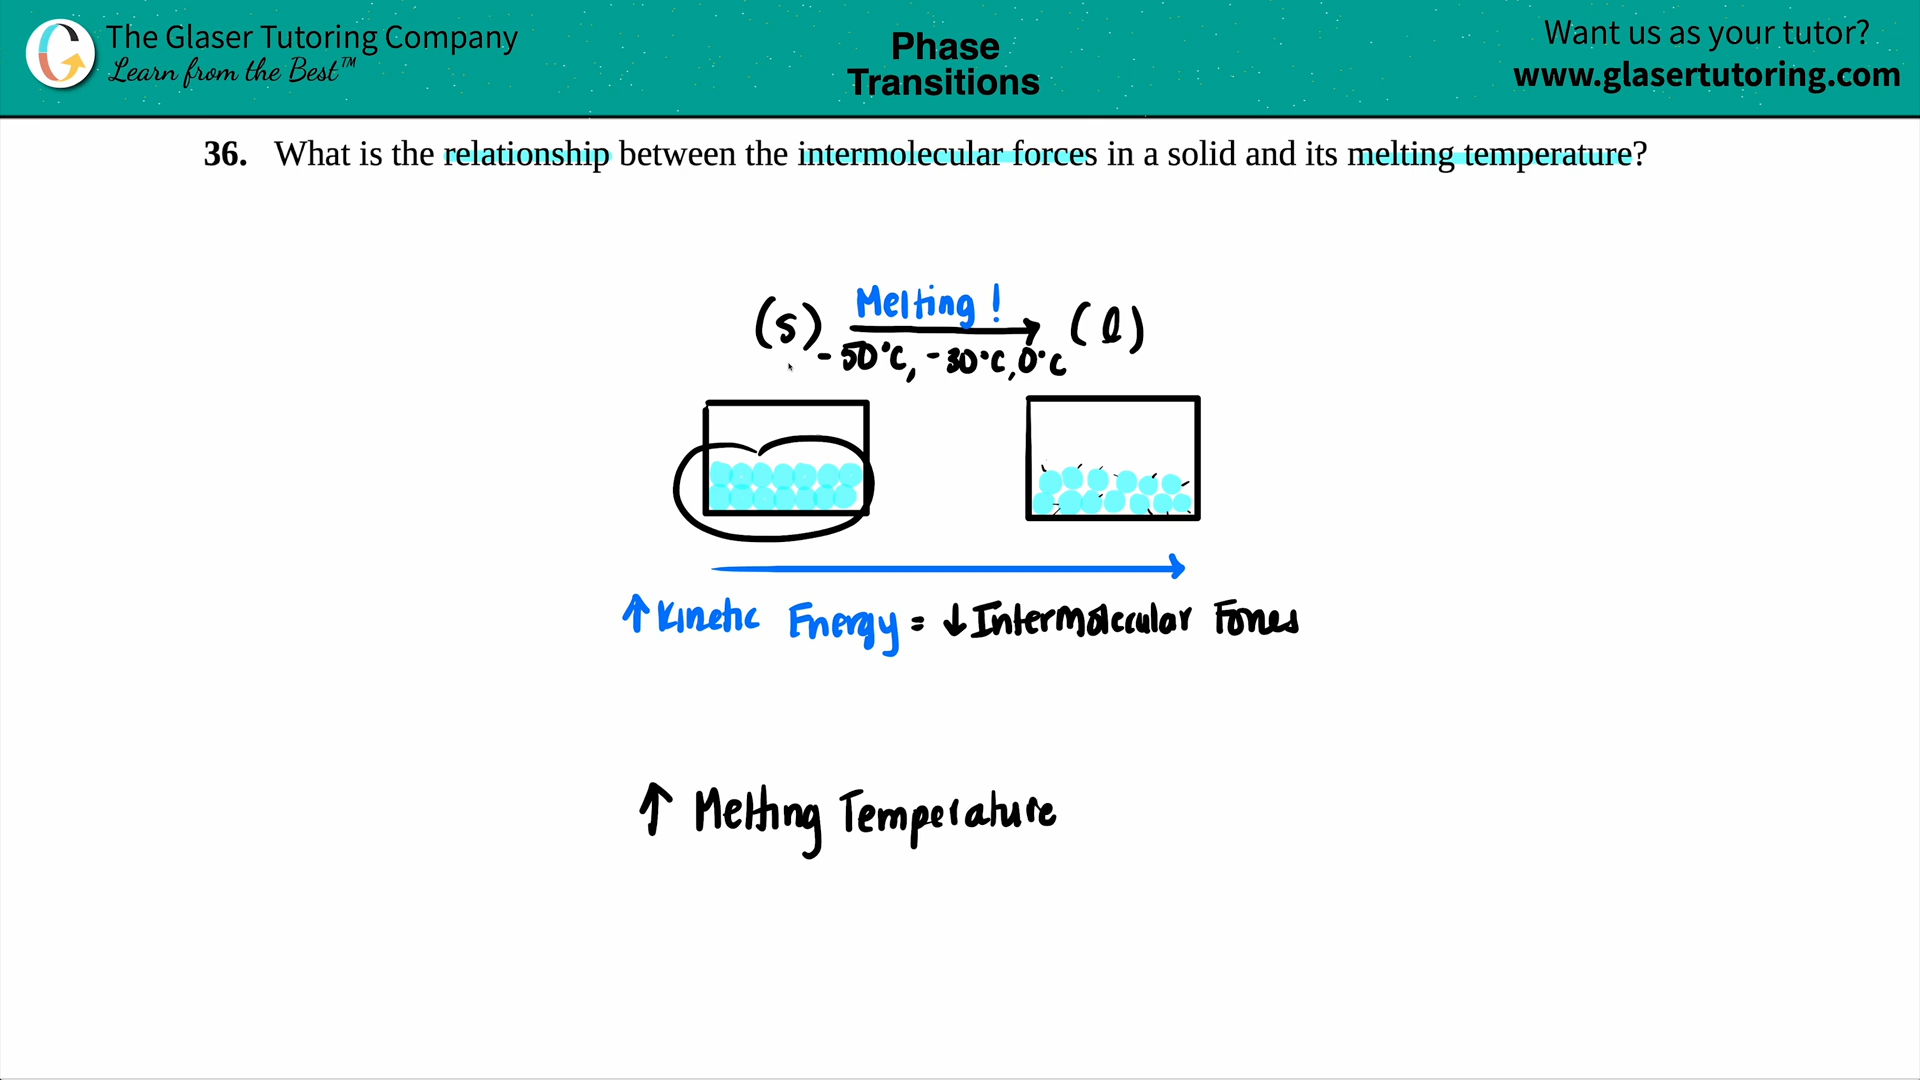 The Glaser Tutoring Company
Learn from the Best™
Phase
Transitions
Want us as your tutor?
www.glasertutoring.com
36. What is the relationship between the intermolecular forces in a solid and its melting temperature?
Melting!
(s) → (l)
-50°C, -30°C, 0°C
↑ Kinetic Energy = ↓ Intermolecular Forces
↑ Melting Temperature